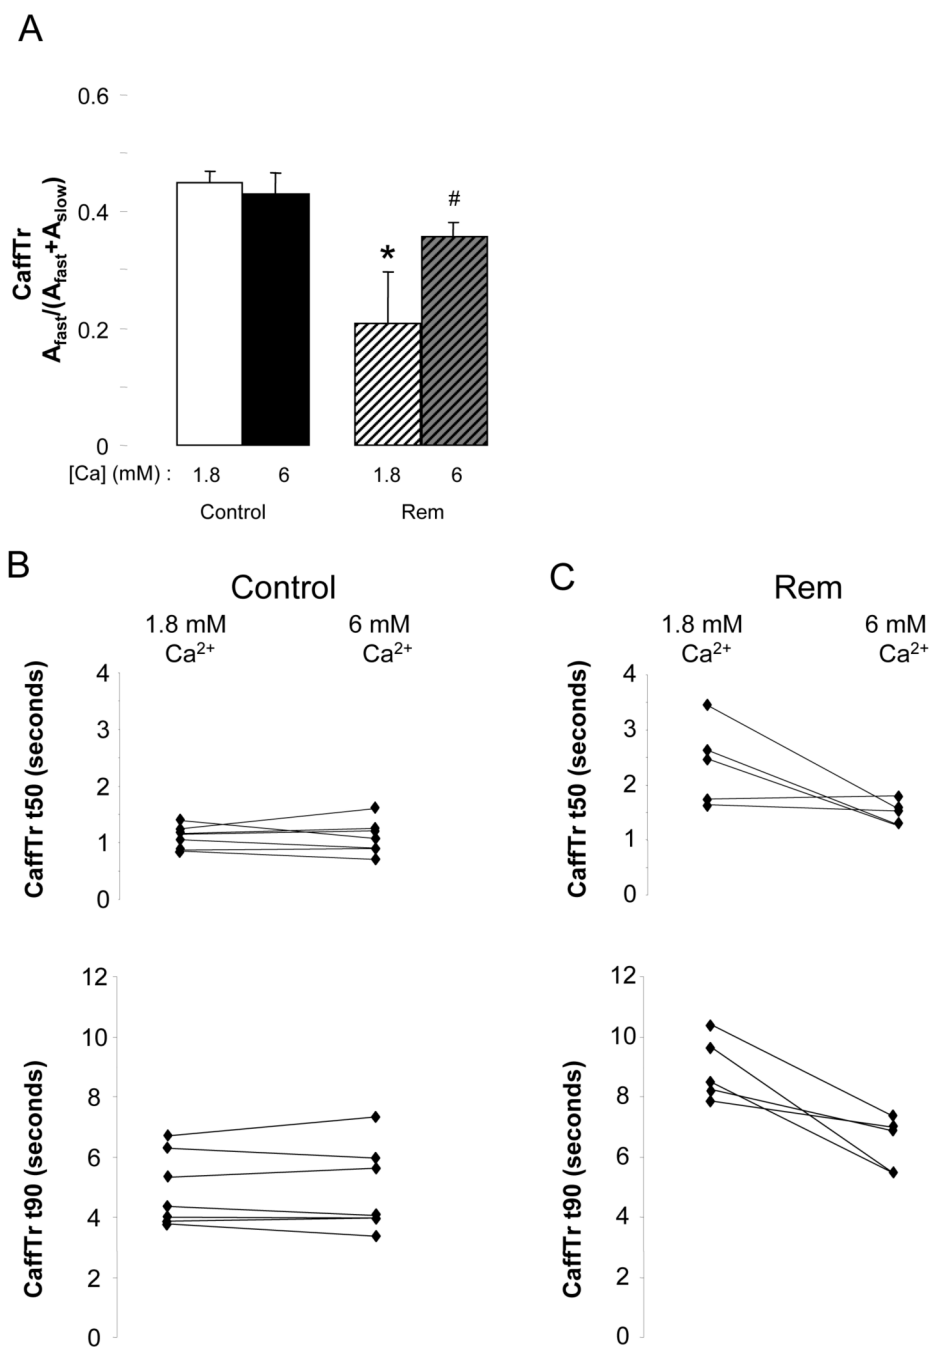 A
0.6
0.4
0.2
0
CaffTr
Afast/(Afast+Aslow)
*
#
[Ca] (mM) : 1.8 6 1.8 6
Control Rem
B
Control
1.8 mM 6 mM
Ca²⁺ Ca²⁺
CaffTr t50 (seconds)
4
3
2
1
0
CaffTr t90 (seconds)
12
10
8
6
4
2
0
C
Rem
1.8 mM 6 mM
Ca²⁺ Ca²⁺
CaffTr t50 (seconds)
4
3
2
1
0
CaffTr t90 (seconds)
12
10
8
6
4
2
0